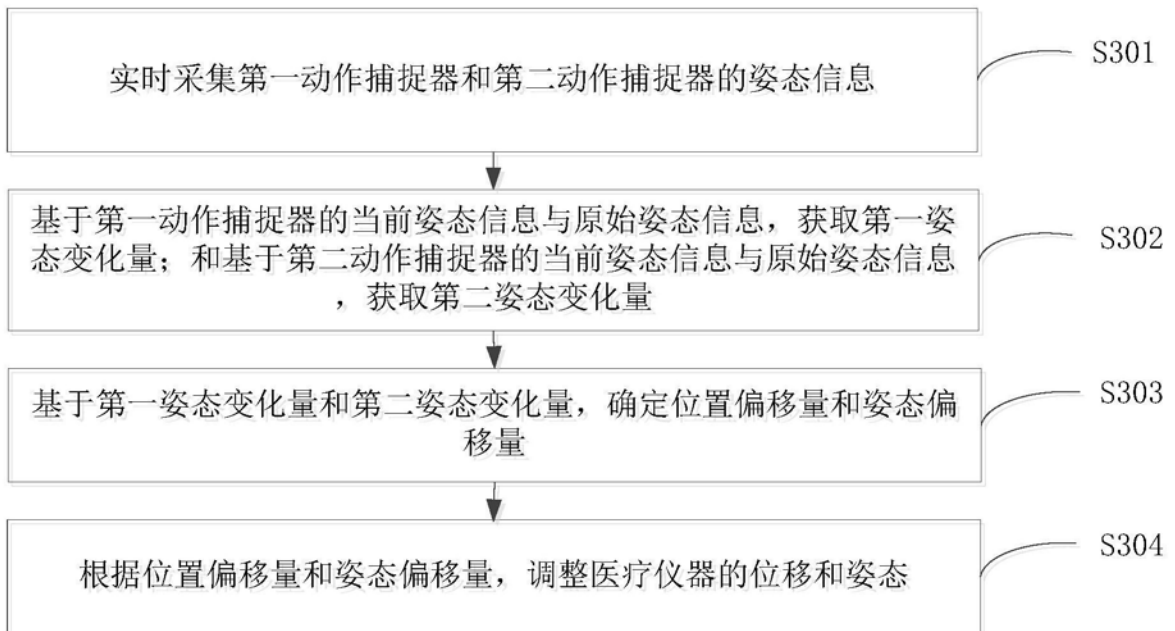 实时采集第一动作捕捉器和第二动作捕捉器的姿态信息
S301
基于第一动作捕捉器的当前姿态信息与原始姿态信息，获取第一姿
态变化量；和基于第二动作捕捉器的当前姿态信息与原始姿态信息
，获取第二姿态变化量
S302
基于第一姿态变化量和第二姿态变化量，确定位置偏移量和姿态偏
移量
S303
根据位置偏移量和姿态偏移量，调整医疗仪器的位移和姿态
S304